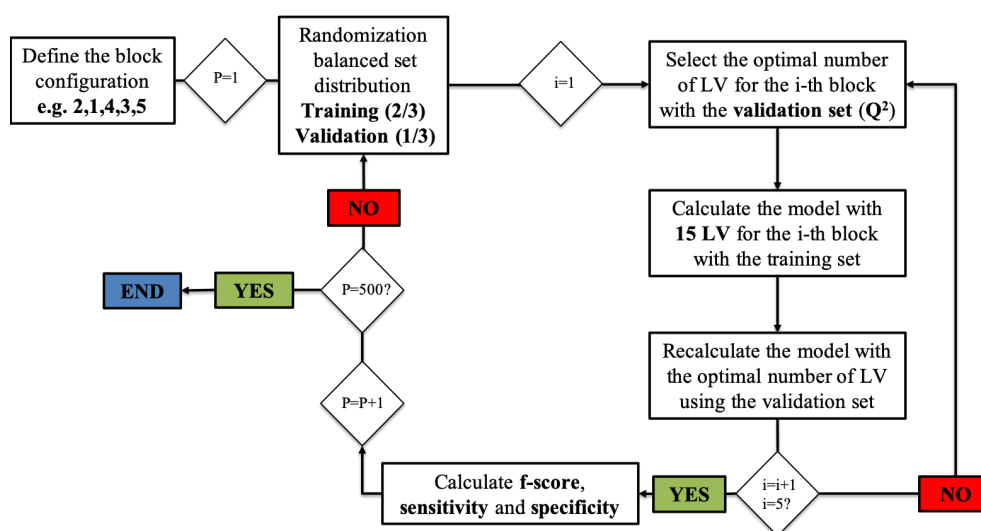 Define the block
configuration
e.g. 2,1,4,3,5
P=1
Randomization
balanced set
distribution
Training (2/3)
Validation (1/3)
i=1
Select the optimal number
of LV for the i-th block
with the validation set (Q²)
Calculate the model with
15 LV for the i-th block
with the training set
Recalculate the model with
the optimal number of LV
using the validation set
i=i+1
i=5?
NO
YES
Calculate f-score,
sensitivity and specificity
P=P+1
P=500?
NO
YES
END